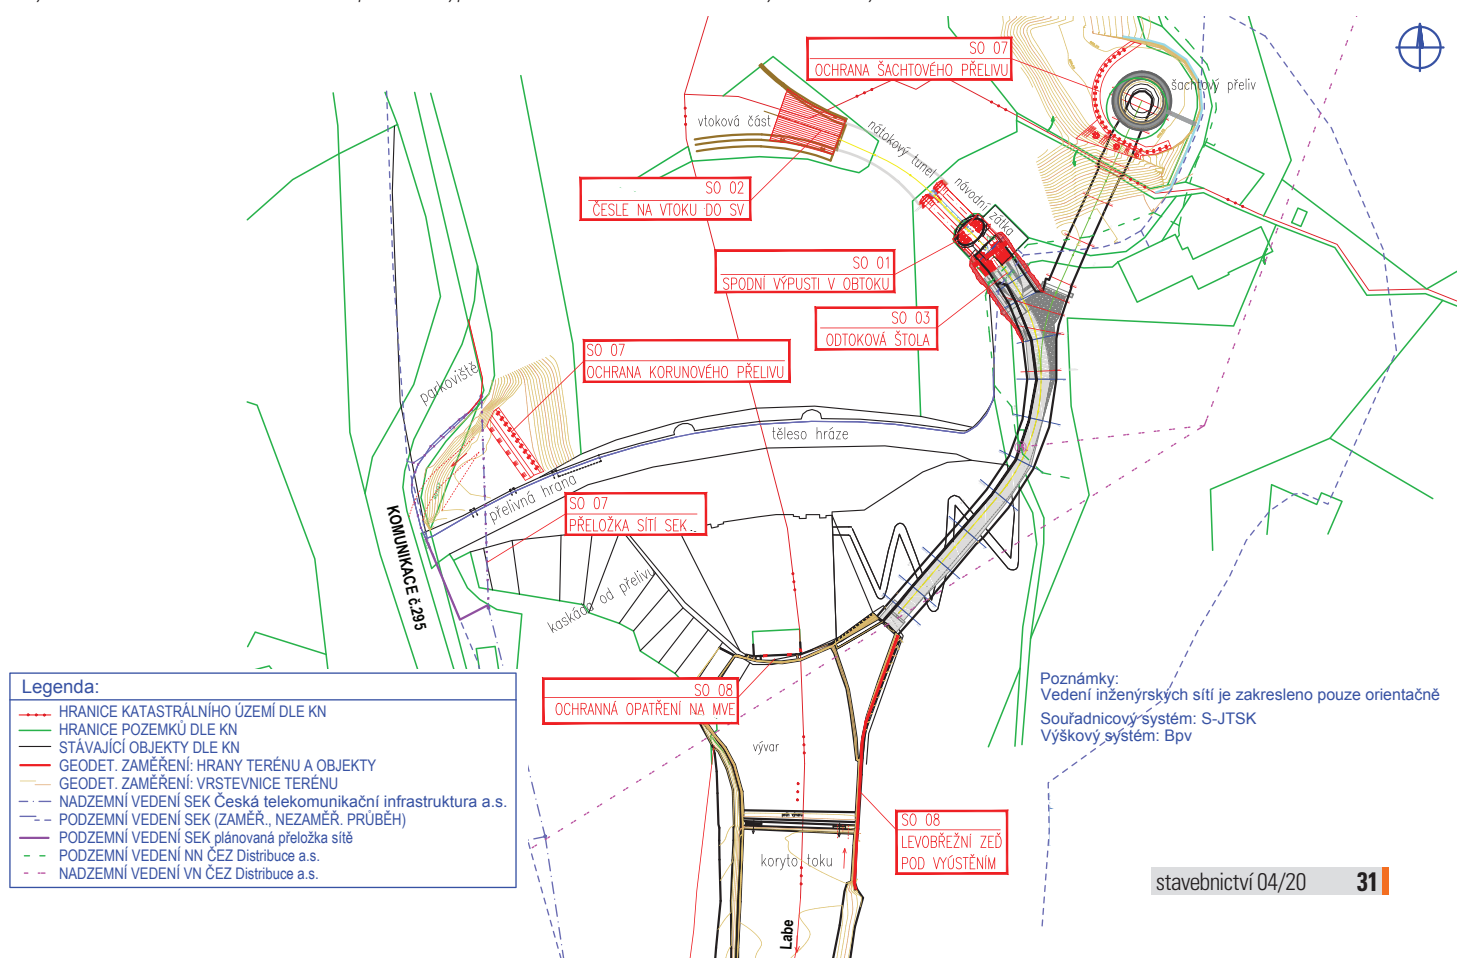 SO 07
OCHRANA ŠACHTOVÉHO PŘELIVU
šachtový přeliv
vtoková část
nátokový tunel
návodní zátka
SO 02
ČESLE NA VTOKU DO SV
SO 01
SPODNÍ VÝPUSTI V OBTOKU
SO 03
ODTOKOVÁ ŠTOLA
SO 07
OCHRANA KORUNOVÉHO PŘELIVU
parkoviště
těleso hráze
přelivná hrana
SO 07
PŘELOŽKA SÍTÍ SEK
KOMUNIKACE č.295
kaskáda od přelivu
SO 08
OCHRANNÁ OPATŘENÍ NA MVE
vývar
SO 08
LEVOBŘEŽNÍ ZEĎ
POD VYÚSTĚNÍM
koryto toku
Labe
Legenda:
HRANICE KATASTRÁLNÍHO ÚZEMÍ DLE KN
HRANICE POZEMKŮ DLE KN
STÁVAJÍCÍ OBJEKTY DLE KN
GEODET. ZAMĚŘENÍ: HRANY TERÉNU A OBJEKTY
GEODET. ZAMĚŘENÍ: VRSTEVNICE TERÉNU
NADZEMNÍ VEDENÍ SEK Česká telekomunikační infrastruktura a.s.
PODZEMNÍ VEDENÍ SEK (ZAMĚŘ., NEZAMĚŘ. PRŮBĚH)
PODZEMNÍ VEDENÍ SEK plánovaná přeložka sítě
PODZEMNÍ VEDENÍ NN ČEZ Distribuce a.s.
NADZEMNÍ VEDENÍ VN ČEZ Distribuce a.s.
Poznámky:
Vedení inženýrských sítí je zakresleno pouze orientačně
Souřadnicový systém: S-JTSK
Výškový systém: Bpv
stavebnictví 04/20 31